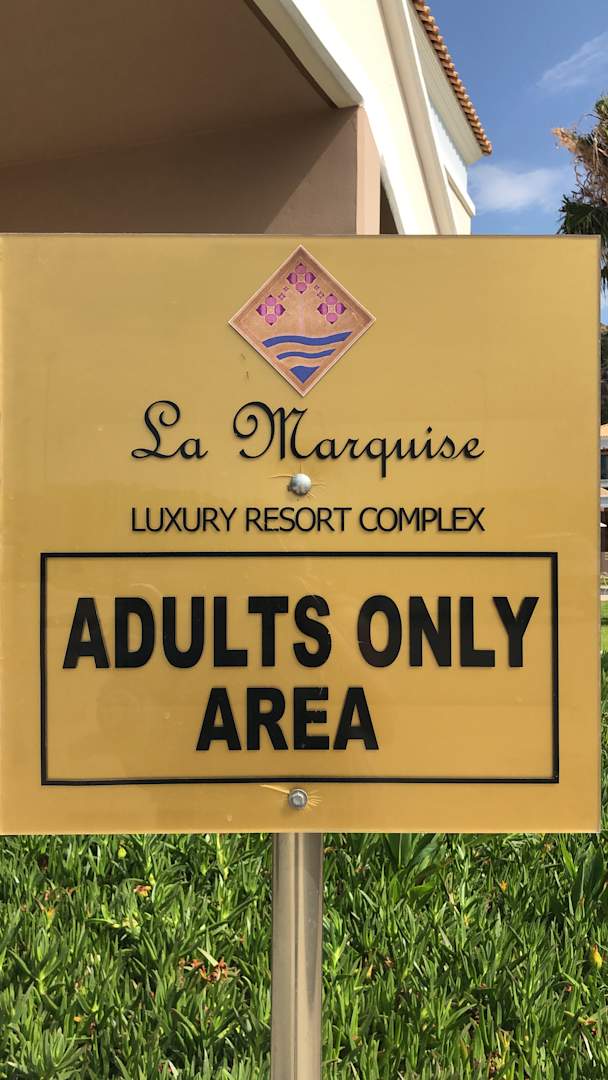 La Marquise
LUXURY RESORT COMPLEX
ADULTS ONLY
AREA